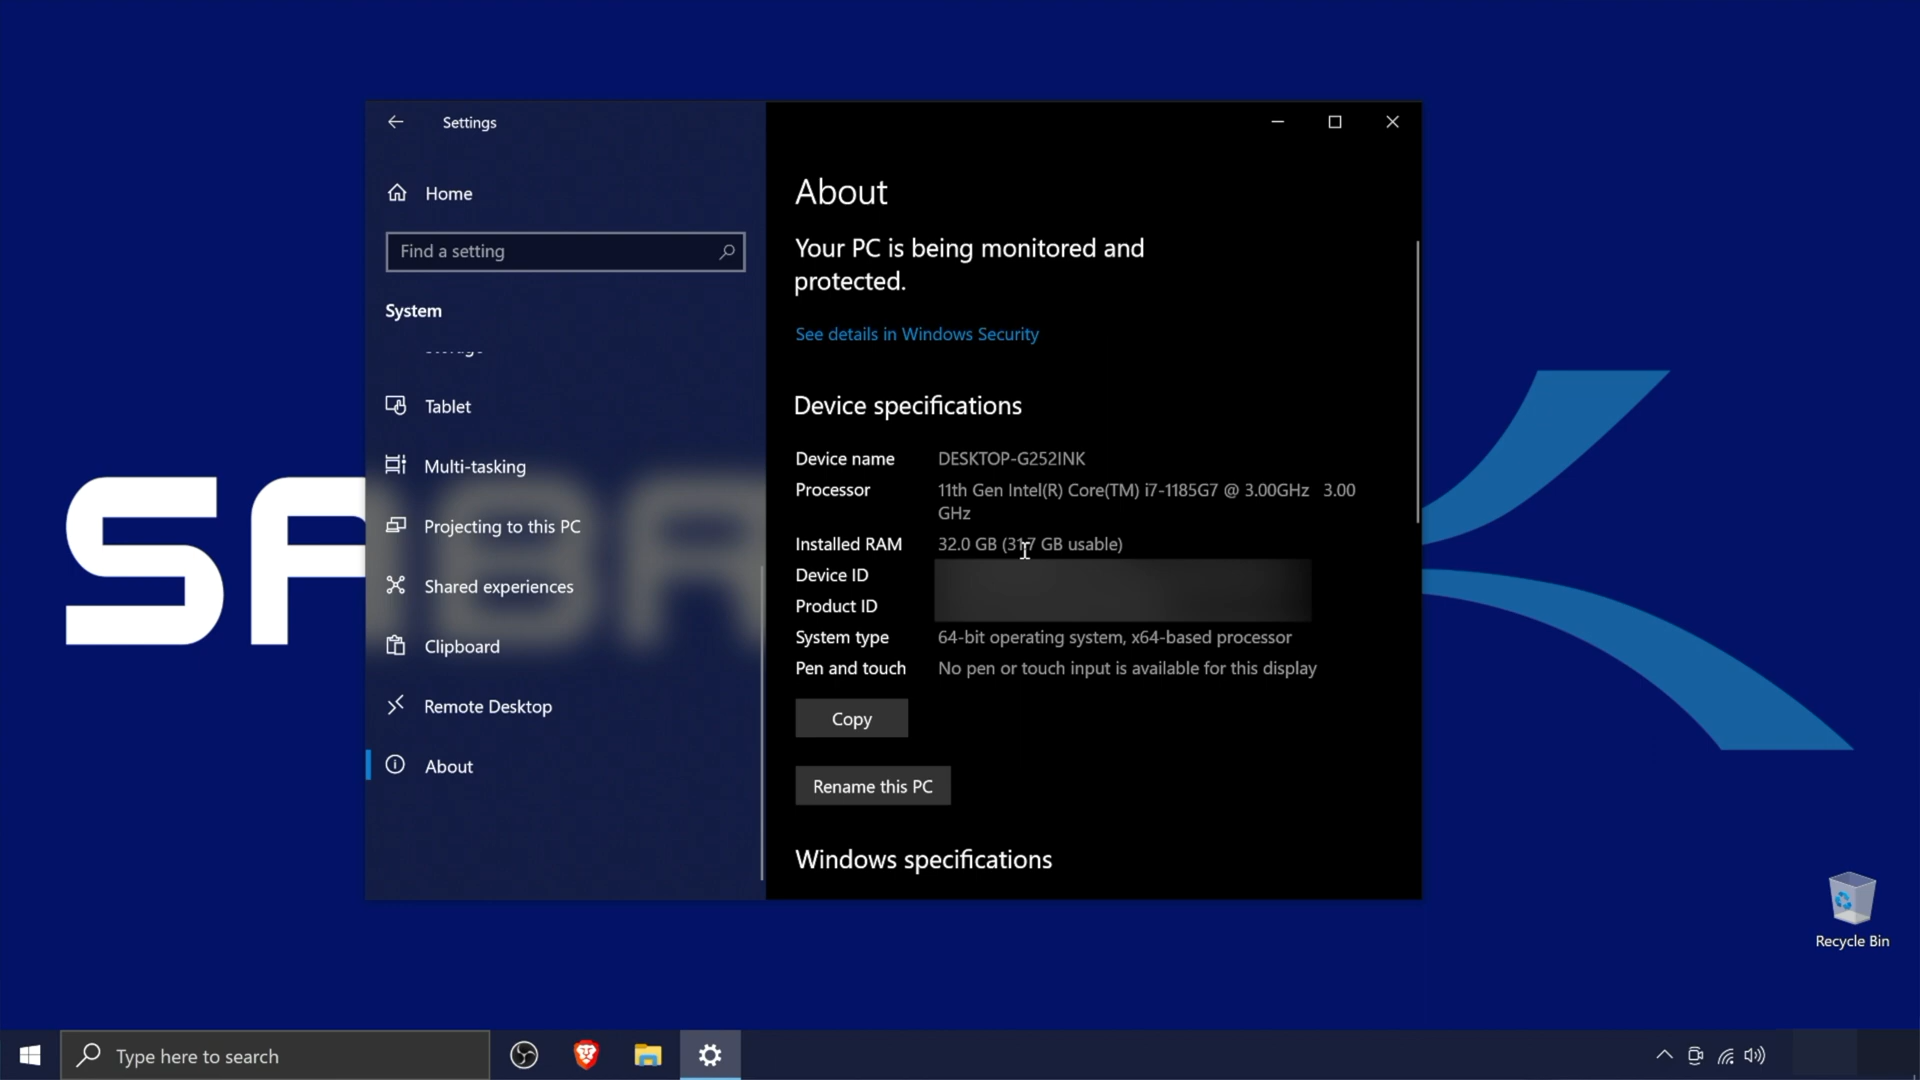 Settings
Home
Find a setting
System
Storage
Tablet
Multi-tasking
Projecting to this PC
Shared experiences
Clipboard
Remote Desktop
About
About
Your PC is being monitored and
protected.
See details in Windows Security
Device specifications
Device name DESKTOP-G252INK
Processor 11th Gen Intel(R) Core(TM) i7-1185G7 @ 3.00GHz 3.00
GHz
Installed RAM 32.0 GB (31.7 GB usable)
Device ID
Product ID
System type 64-bit operating system, x64-based processor
Pen and touch No pen or touch input is available for this display
Copy
Rename this PC
Windows specifications
Recycle Bin
Type here to search